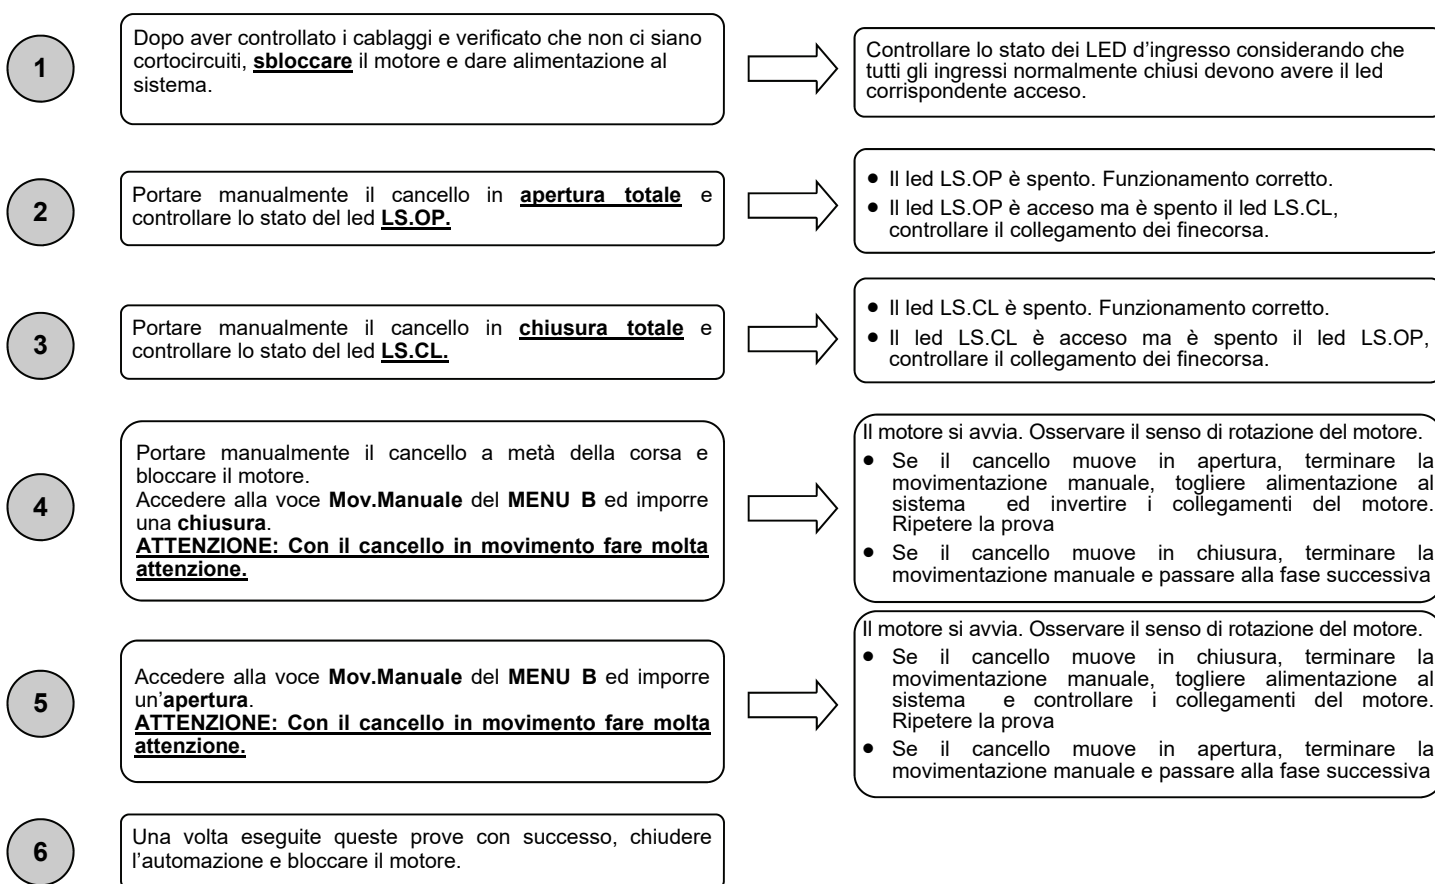 1
Dopo aver controllato i cablaggi e verificato che non ci siano
cortocircuiti, sbloccare il motore e dare alimentazione al
sistema.
Controllare lo stato dei LED d’ingresso considerando che
tutti gli ingressi normalmente chiusi devono avere il led
corrispondente acceso.
2
Portare manualmente il cancello in apertura totale e
controllare lo stato del led LS.OP.
● Il led LS.OP è spento. Funzionamento corretto.
● Il led LS.OP è acceso ma è spento il led LS.CL,
controllare il collegamento dei finecorsa.
3
Portare manualmente il cancello in chiusura totale e
controllare lo stato del led LS.CL.
● Il led LS.CL è spento. Funzionamento corretto.
● Il led LS.CL è acceso ma è spento il led LS.OP,
controllare il collegamento dei finecorsa.
4
Portare manualmente il cancello a metà della corsa e
bloccare il motore.
Accedere alla voce Mov.Manuale del MENU B ed imporre
una chiusura.
ATTENZIONE: Con il cancello in movimento fare molta
attenzione.
Il motore si avvia. Osservare il senso di rotazione del motore.
● Se il cancello muove in apertura, terminare la
movimentazione manuale, togliere alimentazione al
sistema ed invertire i collegamenti del motore.
Ripetere la prova
● Se il cancello muove in chiusura, terminare la
movimentazione manuale e passare alla fase successiva
5
Accedere alla voce Mov.Manuale del MENU B ed imporre
un’apertura.
ATTENZIONE: Con il cancello in movimento fare molta
attenzione.
Il motore si avvia. Osservare il senso di rotazione del motore.
● Se il cancello muove in chiusura, terminare la
movimentazione manuale, togliere alimentazione al
sistema e controllare i collegamenti del motore.
Ripetere la prova
● Se il cancello muove in apertura, terminare la
movimentazione manuale e passare alla fase successiva
6
Una volta eseguite queste prove con successo, chiudere
l’automazione e bloccare il motore.